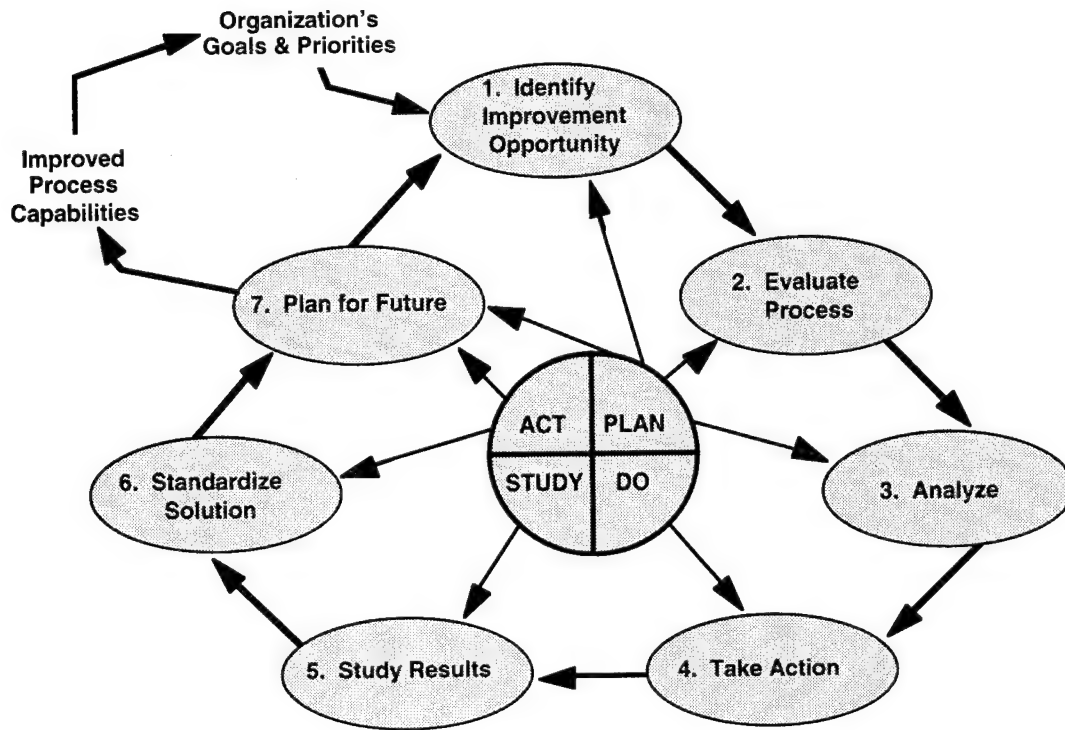 Organization's
Goals & Priorities
1. Identify
Improvement
Opportunity
Improved
Process
Capabilities
2. Evaluate
Process
7. Plan for Future
ACT
PLAN
STUDY
DO
6. Standardize
Solution
3. Analyze
5. Study Results
4. Take Action